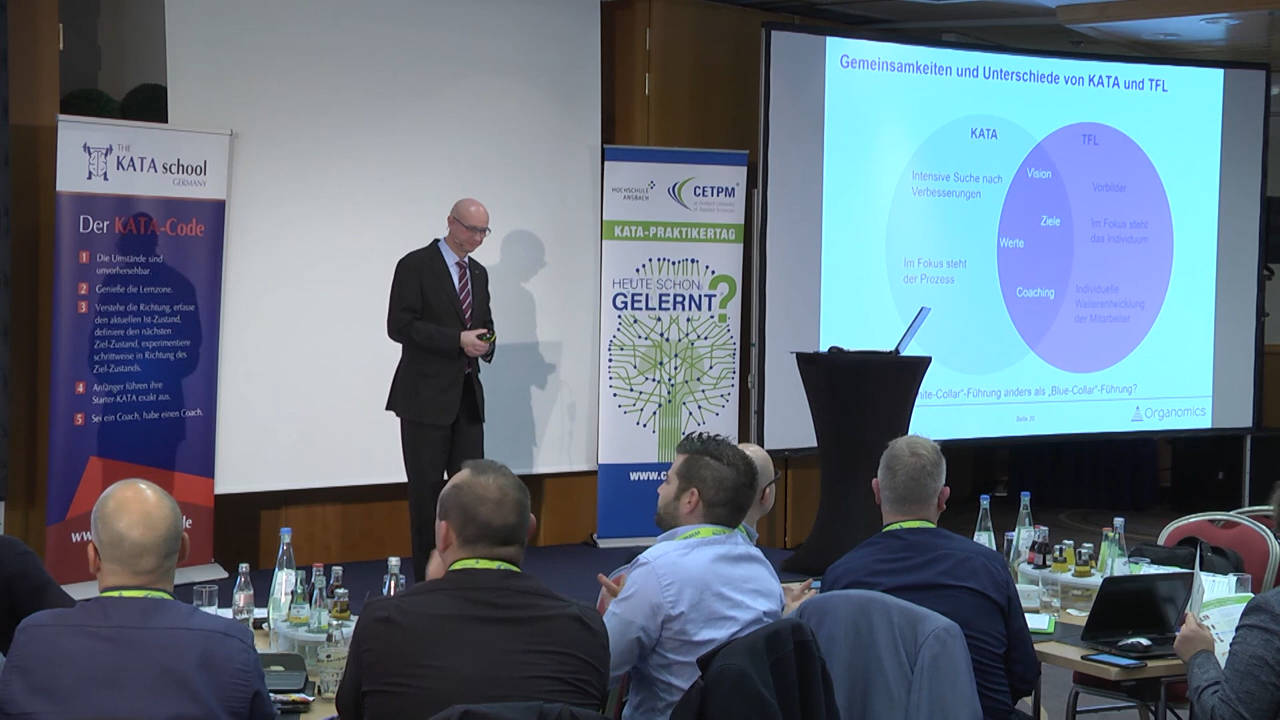 THE
KATA school
GERMANY
Der KATA-Code
1 Die Umstände sind
unvorhersehbar.
2 Genieße die Lernzone.
3 Verstehe die Richtung, erfasse
den aktuellen Ist-Zustand,
definiere den nächsten
Ziel-Zustand, experimentiere
schrittweise in Richtung des
Ziel-Zustands.
4 Anfänger führen ihre
Starter-KATA exakt aus.
5 Sei ein Coach, habe einen Coach.
HOCHSCHULE
ANSBACH
CETPM
KATA-PRAKTIKERTAG
HEUTE SCHON
GELERNT?
Gemeinsamkeiten und Unterschiede von KATA und TFL
KATA
TFL
Intensive Suche nach
Verbesserungen
Im Fokus steht
der Prozess
Vision
Ziele
Werte
Coaching
Vorbilder
Im Fokus steht
das Individuum
Individuelle
Weiterentwicklung
der Mitarbeiter
-Collar“-Führung anders als „Blue-Collar“-Führung?
Seite 20
Organomics